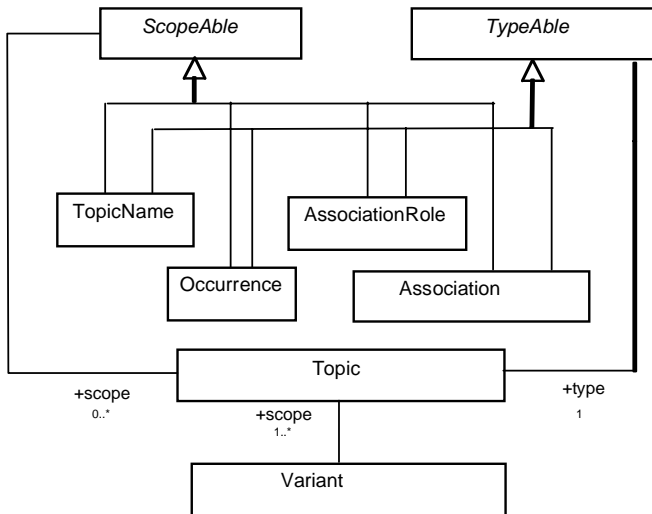 ScopeAble
TypeAble
TopicName
AssociationRole
Occurrence
Association
Topic
+scope
0..*
+scope
1..*
+type
1
Variant